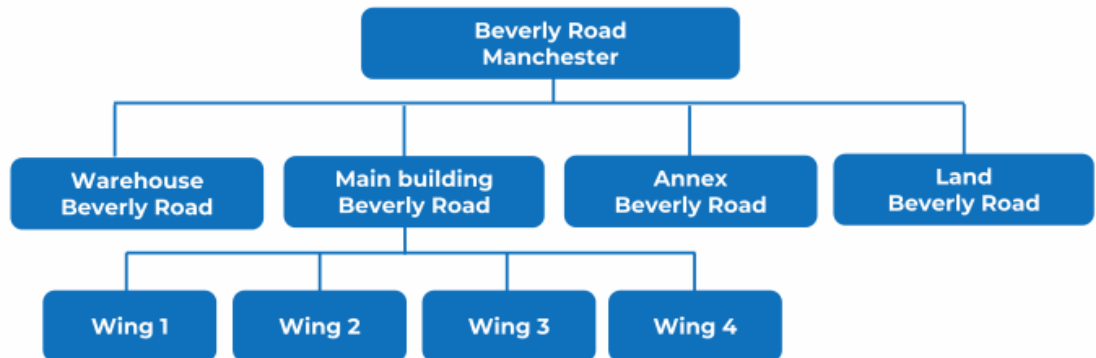 Beverly Road
Manchester
Warehouse
Beverly Road
Main building
Beverly Road
Annex
Beverly Road
Land
Beverly Road
Wing 1
Wing 2
Wing 3
Wing 4